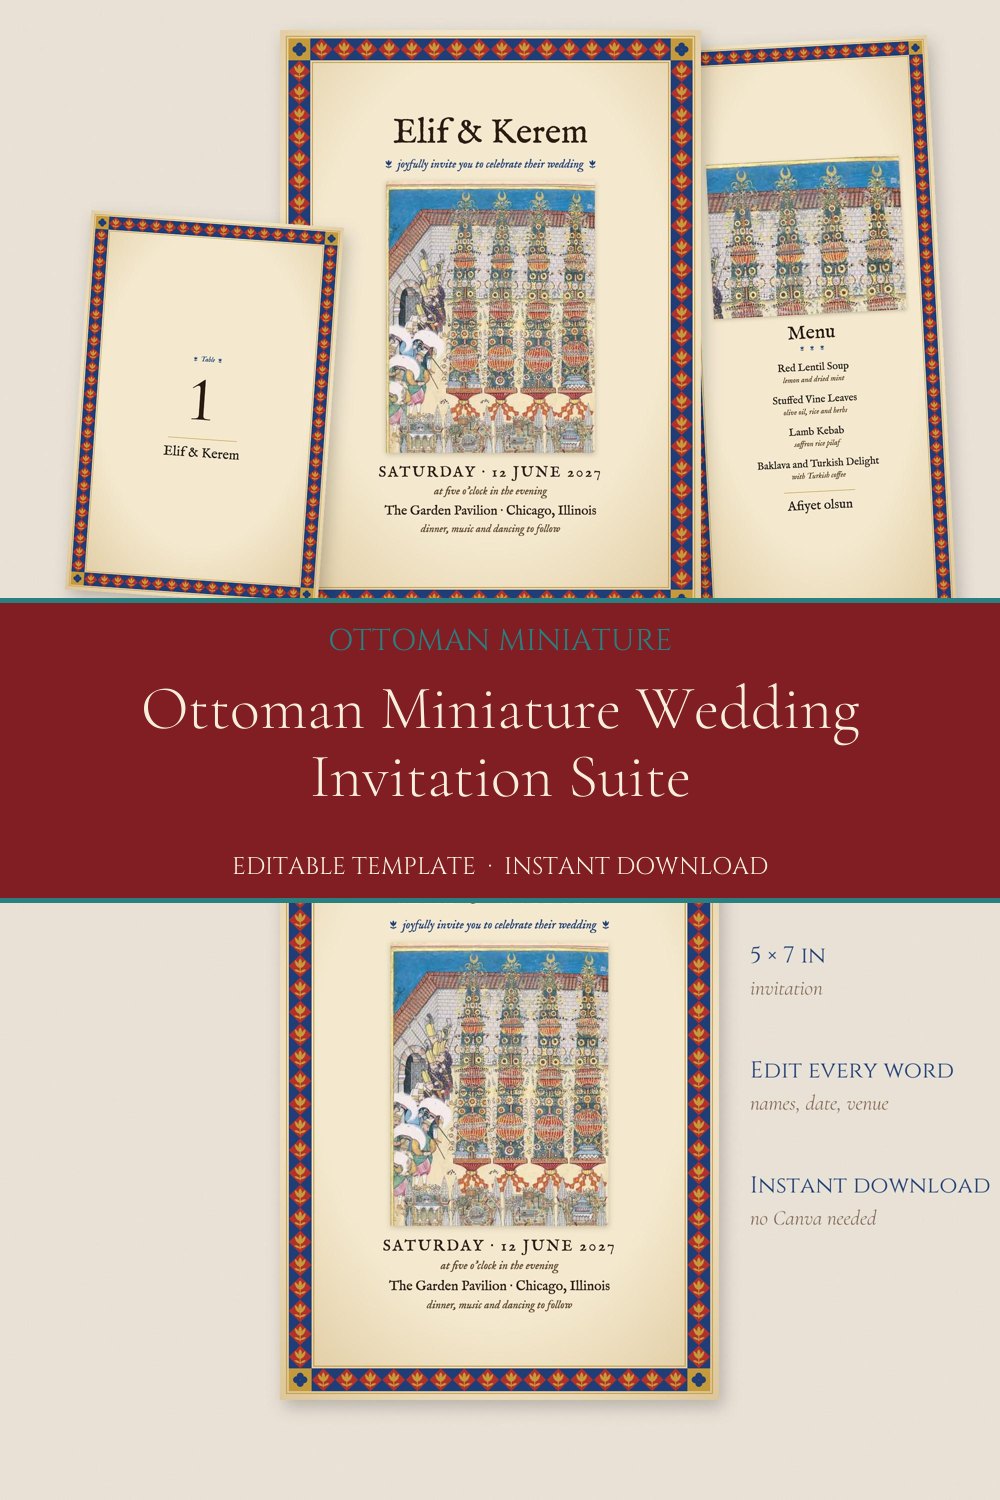 Elif & Kerem
joyfully invite you to celebrate their wedding
SATURDAY · 12 JUNE 2027
at five o'clock in the evening
The Garden Pavilion · Chicago, Illinois
dinner, music and dancing to follow
Table
1
Elif & Kerem
Menu
Red Lentil Soup
lemon and dried mint
Stuffed Vine Leaves
olive oil, rice and herbs
Lamb Kebab
saffron rice pilaf
Baklava and Turkish Delight
with Turkish coffee
Afiyet olsun
OTTOMAN MINIATURE
Ottoman Miniature Wedding
Invitation Suite
EDITABLE TEMPLATE · INSTANT DOWNLOAD
joyfully invite you to celebrate their wedding
SATURDAY · 12 JUNE 2027
at five o'clock in the evening
The Garden Pavilion · Chicago, Illinois
dinner, music and dancing to follow
5 × 7 IN
invitation
EDIT EVERY WORD
names, date, venue
INSTANT DOWNLOAD
no Canva needed